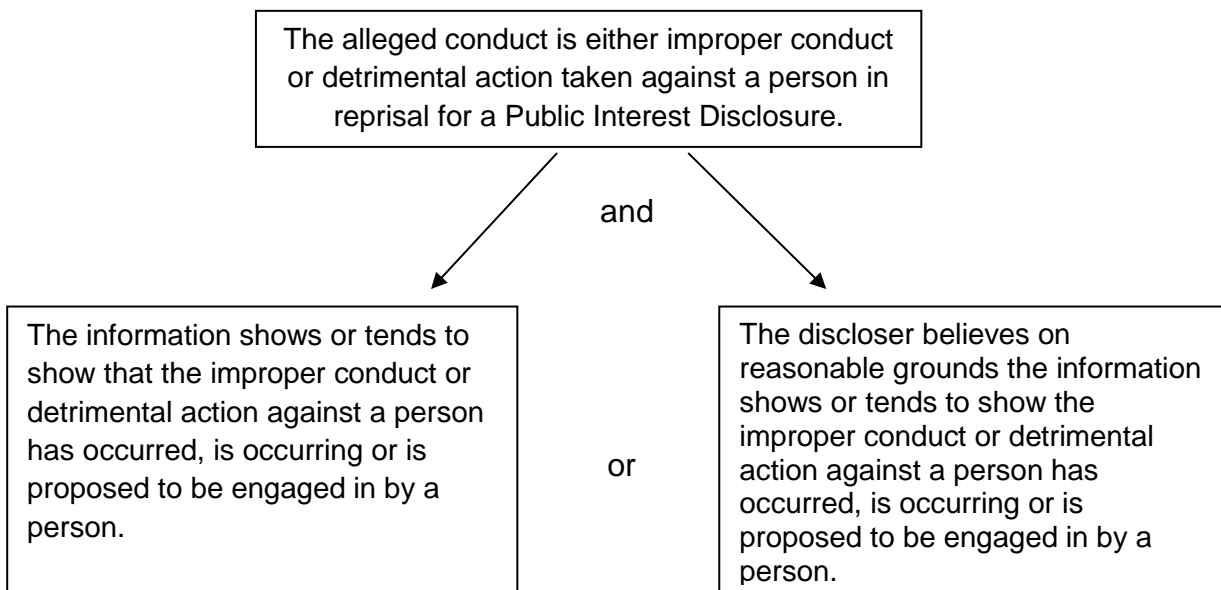 The alleged conduct is either improper conduct
or detrimental action taken against a person in
reprisal for a Public Interest Disclosure.
and
The information shows or tends to
show that the improper conduct or
detrimental action against a person
has occurred, is occurring or is
proposed to be engaged in by a
person.
or
The discloser believes on
reasonable grounds the information
shows or tends to show the
improper conduct or detrimental
action against a person has
occurred, is occurring or is
proposed to be engaged in by a
person.